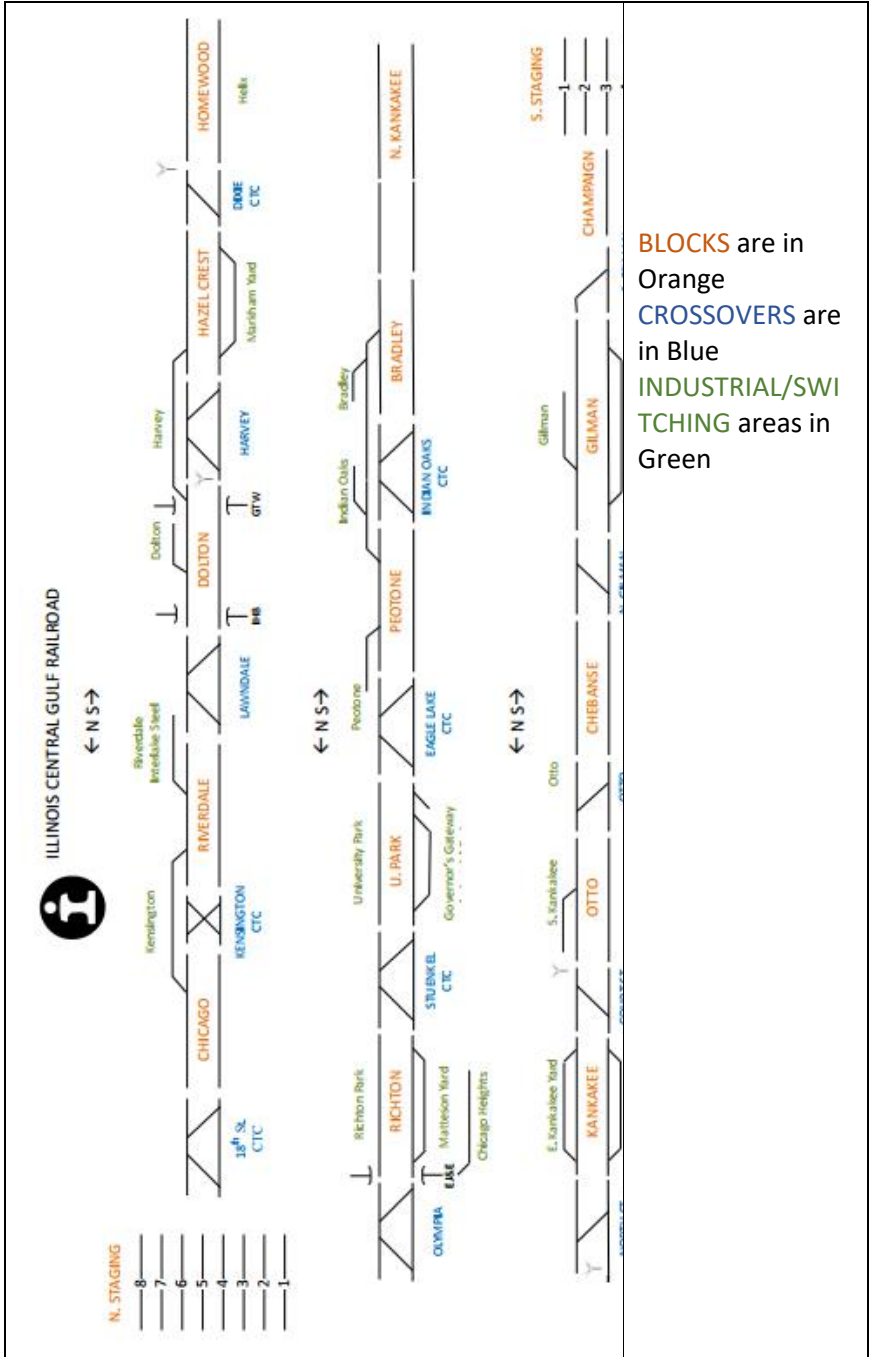 ILLINOIS CENTRAL GULF RAILROAD
← N S→
N. STAGING
8
7
6
5
4
3
2
1
18th St.
CTC
CHICAGO
Kensington
KENSINGTON
CTC
RIVERDALE
Riverdale
Interlake Steel
LAWNDALE
IHB
DOLTON
Dolton
GTW
Harvey
HARVEY
HAZEL CREST
Markham Yard
DIXIE
CTC
HOMEWOOD
Helix
← N S→
OLYMPIA
EJ&E
Richton Park
RICHTON
Matteson Yard
Chicago Heights
STUENKEL
CTC
University Park
U. PARK
Governor's Gateway
EAGLE LAKE
CTC
Peotone
PEOTONE
Indian Oaks
INDIAN OAKS
CTC
Bradley
BRADLEY
N. KANKAKEE
← N S→
E. Kankakee Yard
KANKAKEE
S. Kankakee
OTTO
Otto
CHEBANSE
Gillman
GILMAN
CHAMPAIGN
S. STAGING
1
2
3
BLOCKS are in
Orange
CROSSOVERS are
in Blue
INDUSTRIAL/SWI
TCHING areas in
Green